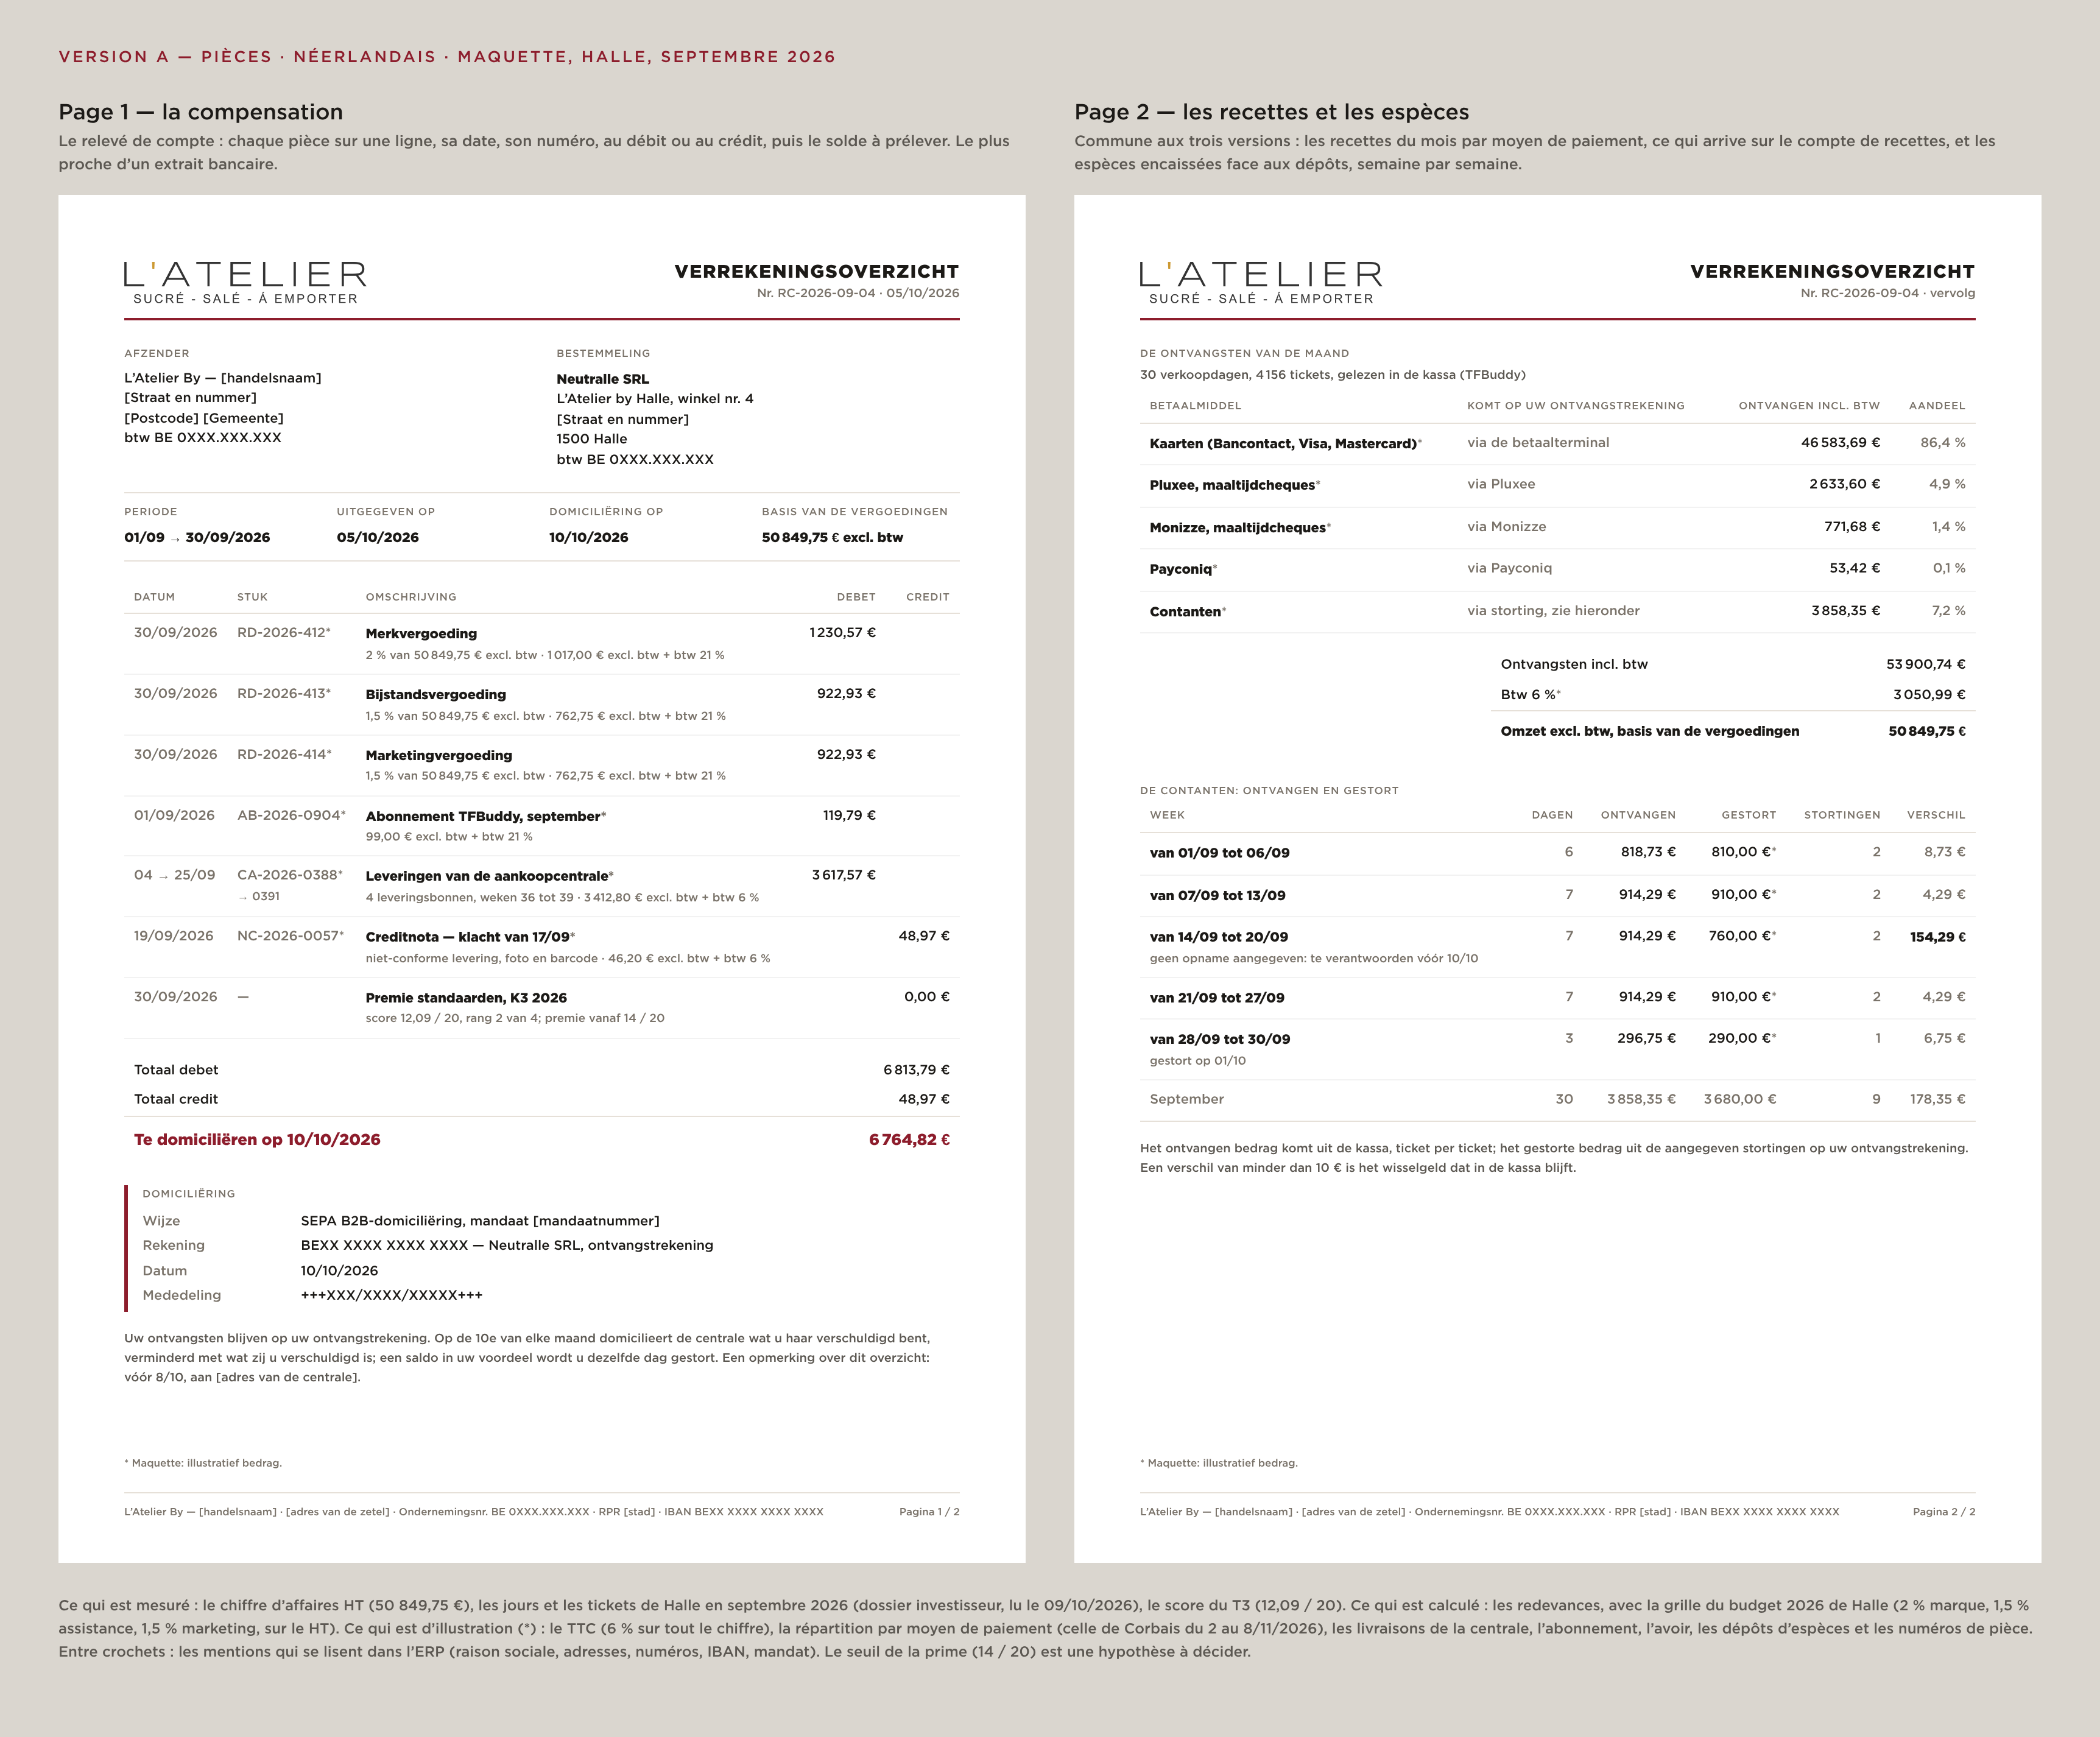 VERSION A — PIÈCES · NÉERLANDAIS · MAQUETTE, HALLE, SEPTEMBRE 2026
Page 1 — la compensation
Le relevé de compte : chaque pièce sur une ligne, sa date, son numéro, au débit ou au crédit, puis le solde à prélever. Le plus
proche d’un extrait bancaire.
L'ATELIER
SUCRÉ - SALÉ - Á EMPORTER
VERREKENINGSOVERZICHT
Nr. RC-2026-09-04 · 05/10/2026
AFZENDER
L’Atelier By — [handelsnaam]
[Straat en nummer]
[Postcode] [Gemeente]
btw BE 0XXX.XXX.XXX
BESTEMMELING
Neutralle SRL
L’Atelier by Halle, winkel nr. 4
[Straat en nummer]
1500 Halle
btw BE 0XXX.XXX.XXX
PERIODE UITGEGEVEN OP DOMICILIËRING OP BASIS VAN DE VERGOEDINGEN
01/09 → 30/09/2026 05/10/2026 10/10/2026 50 849,75 € excl. btw
DATUM STUK OMSCHRIJVING DEBET CREDIT
30/09/2026 RD-2026-412* Merkvergoeding 1 230,57 €
2 % van 50 849,75 € excl. btw · 1 017,00 € excl. btw + btw 21 %
30/09/2026 RD-2026-413* Bijstandsvergoeding 922,93 €
1,5 % van 50 849,75 € excl. btw · 762,75 € excl. btw + btw 21 %
30/09/2026 RD-2026-414* Marketingvergoeding 922,93 €
1,5 % van 50 849,75 € excl. btw · 762,75 € excl. btw + btw 21 %
01/09/2026 AB-2026-0904* Abonnement TFBuddy, september* 119,79 €
99,00 € excl. btw + btw 21 %
04 → 25/09 CA-2026-0388* Leveringen van de aankoopcentrale* 3 617,57 €
→ 0391 4 leveringsbonnen, weken 36 tot 39 · 3 412,80 € excl. btw + btw 6 %
19/09/2026 NC-2026-0057* Creditnota — klacht van 17/09* 48,97 €
niet-conforme levering, foto en barcode · 46,20 € excl. btw + btw 6 %
30/09/2026 — Premie standaarden, K3 2026 0,00 €
score 12,09 / 20, rang 2 van 4; premie vanaf 14 / 20
Totaal debet 6 813,79 €
Totaal credit 48,97 €
Te domiciliëren op 10/10/2026 6 764,82 €
DOMICILIËRING
Wijze SEPA B2B-domiciliëring, mandaat [mandaatnummer]
Rekening BEXX XXXX XXXX XXXX — Neutralle SRL, ontvangstrekening
Datum 10/10/2026
Mededeling +++XXX/XXXX/XXXXX+++
Uw ontvangsten blijven op uw ontvangstrekening. Op de 10e van elke maand domicilieert de centrale wat u haar verschuldigd bent,
verminderd met wat zij u verschuldigd is; een saldo in uw voordeel wordt u dezelfde dag gestort. Een opmerking over dit overzicht:
vóór 8/10, aan [adres van de centrale].
* Maquette: illustratief bedrag.
L’Atelier By — [handelsnaam] · [adres van de zetel] · Ondernemingsnr. BE 0XXX.XXX.XXX · RPR [stad] · IBAN BEXX XXXX XXXX XXXX Pagina 1 / 2
Page 2 — les recettes et les espèces
Commune aux trois versions : les recettes du mois par moyen de paiement, ce qui arrive sur le compte de recettes, et les
espèces encaissées face aux dépôts, semaine par semaine.
L'ATELIER
SUCRÉ - SALÉ - Á EMPORTER
VERREKENINGSOVERZICHT
Nr. RC-2026-09-04 · vervolg
DE ONTVANGSTEN VAN DE MAAND
30 verkoopdagen, 4 156 tickets, gelezen in de kassa (TFBuddy)
BETAALMIDDEL KOMT OP UW ONTVANGSTREKENING ONTVANGEN INCL. BTW AANDEEL
Kaarten (Bancontact, Visa, Mastercard)* via de betaalterminal 46 583,69 € 86,4 %
Pluxee, maaltijdcheques* via Pluxee 2 633,60 € 4,9 %
Monizze, maaltijdcheques* via Monizze 771,68 € 1,4 %
Payconiq* via Payconiq 53,42 € 0,1 %
Contanten* via storting, zie hieronder 3 858,35 € 7,2 %
Ontvangsten incl. btw 53 900,74 €
Btw 6 %* 3 050,99 €
Omzet excl. btw, basis van de vergoedingen 50 849,75 €
DE CONTANTEN: ONTVANGEN EN GESTORT
WEEK DAGEN ONTVANGEN GESTORT STORTINGEN VERSCHIL
van 01/09 tot 06/09 6 818,73 € 810,00 €* 2 8,73 €
van 07/09 tot 13/09 7 914,29 € 910,00 €* 2 4,29 €
van 14/09 tot 20/09 7 914,29 € 760,00 €* 2 154,29 €
geen opname aangegeven: te verantwoorden vóór 10/10
van 21/09 tot 27/09 7 914,29 € 910,00 €* 2 4,29 €
van 28/09 tot 30/09 3 296,75 € 290,00 €* 1 6,75 €
gestort op 01/10
September 30 3 858,35 € 3 680,00 € 9 178,35 €
Het ontvangen bedrag komt uit de kassa, ticket per ticket; het gestorte bedrag uit de aangegeven stortingen op uw ontvangstrekening.
Een verschil van minder dan 10 € is het wisselgeld dat in de kassa blijft.
* Maquette: illustratief bedrag.
L’Atelier By — [handelsnaam] · [adres van de zetel] · Ondernemingsnr. BE 0XXX.XXX.XXX · RPR [stad] · IBAN BEXX XXXX XXXX XXXX Pagina 2 / 2
Ce qui est mesuré : le chiffre d’affaires HT (50 849,75 €), les jours et les tickets de Halle en septembre 2026 (dossier investisseur, lu le 09/10/2026), le score du T3 (12,09 / 20). Ce qui est calculé : les redevances, avec la grille du budget 2026 de Halle (2 % marque, 1,5 %
assistance, 1,5 % marketing, sur le HT). Ce qui est d’illustration (*) : le TTC (6 % sur tout le chiffre), la répartition par moyen de paiement (celle de Corbais du 2 au 8/11/2026), les livraisons de la centrale, l’abonnement, l’avoir, les dépôts d’espèces et les numéros de pièce.
Entre crochets : les mentions qui se lisent dans l’ERP (raison sociale, adresses, numéros, IBAN, mandat). Le seuil de la prime (14 / 20) est une hypothèse à décider.